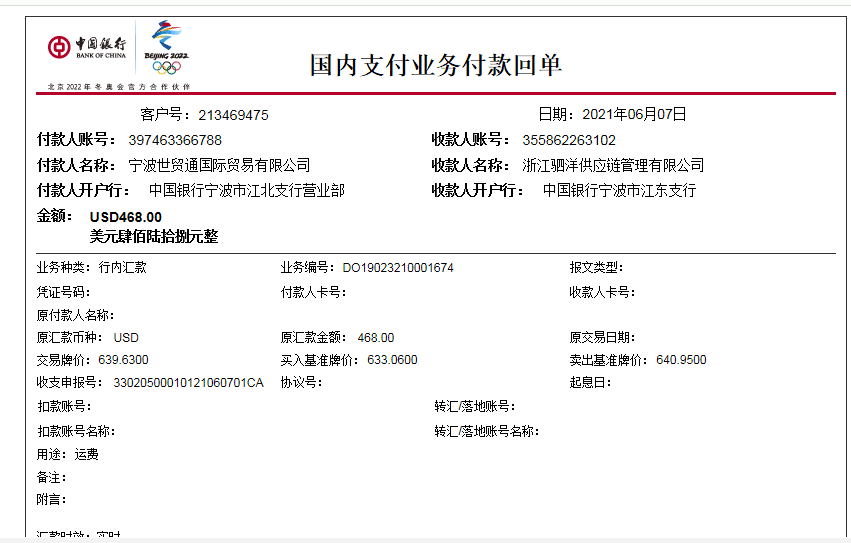 中国银行 BEIJING 2022
BANK OF CHINA
北京2022年冬奥会官方合作伙伴
国内支付业务付款回单
客户号：213469475 日期：2021年06月07日
付款人账号： 397463366788 收款人账号： 355862263102
付款人名称： 宁波世贸通国际贸易有限公司 收款人名称： 浙江驷洋供应链管理有限公司
付款人开户行： 中国银行宁波市江北支行营业部 收款人开户行： 中国银行宁波市江东支行
金额： USD468.00
美元肆佰陆拾捌元整
业务种类：行内汇款 业务编号：DO19023210001674 报文类型：
凭证号码： 付款人卡号： 收款人卡号：
原付款人名称：
原汇款币种： USD 原汇款金额： 468.00 原交易日期：
交易牌价：639.6300 买入基准牌价：633.0600 卖出基准牌价：640.9500
收支申报号： 33020500010121060701CA 协议号： 起息日：
扣款账号： 转汇/落地账号：
扣款账号名称： 转汇/落地账号名称：
用途：运费
备注：
附言：
汇款时效：实时